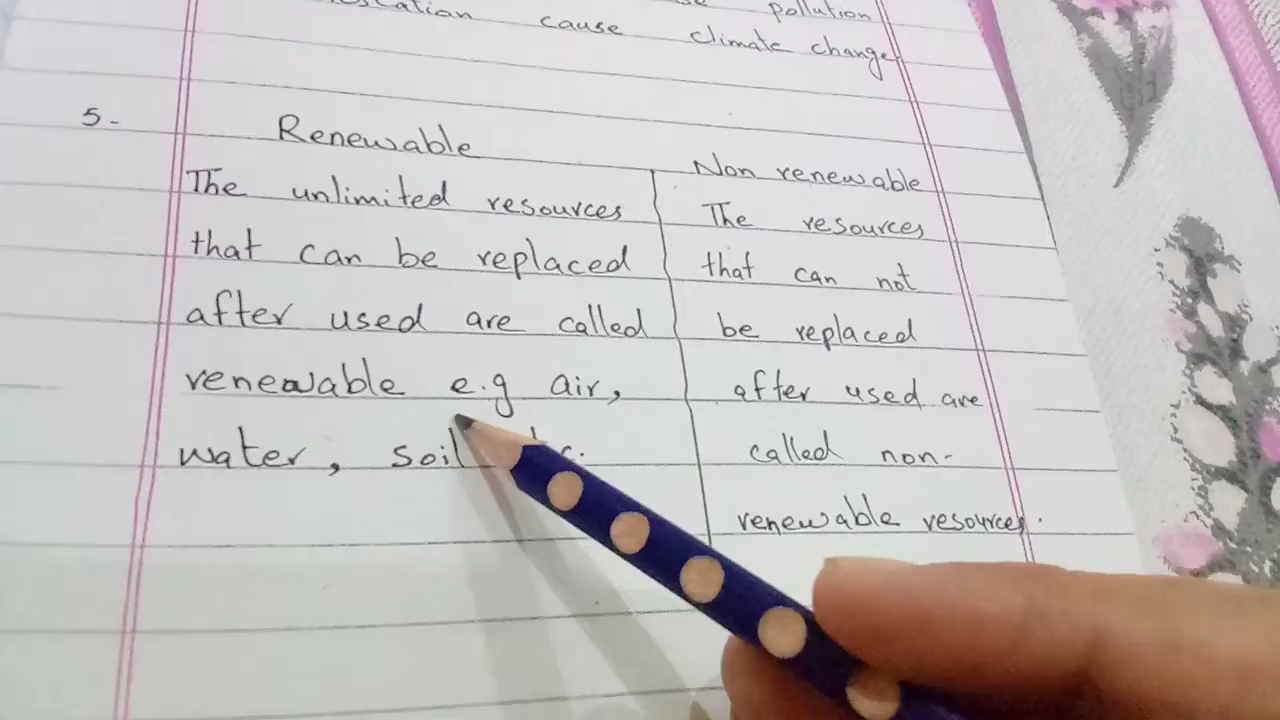 pollution
cause climate change
5.
Renewable
The unlimited resources
that can be replaced
after used are called
renewable e.g air,
water, soil
Non renewable
The resources
that can not
be replaced
after used are
called non-
renewable resources.